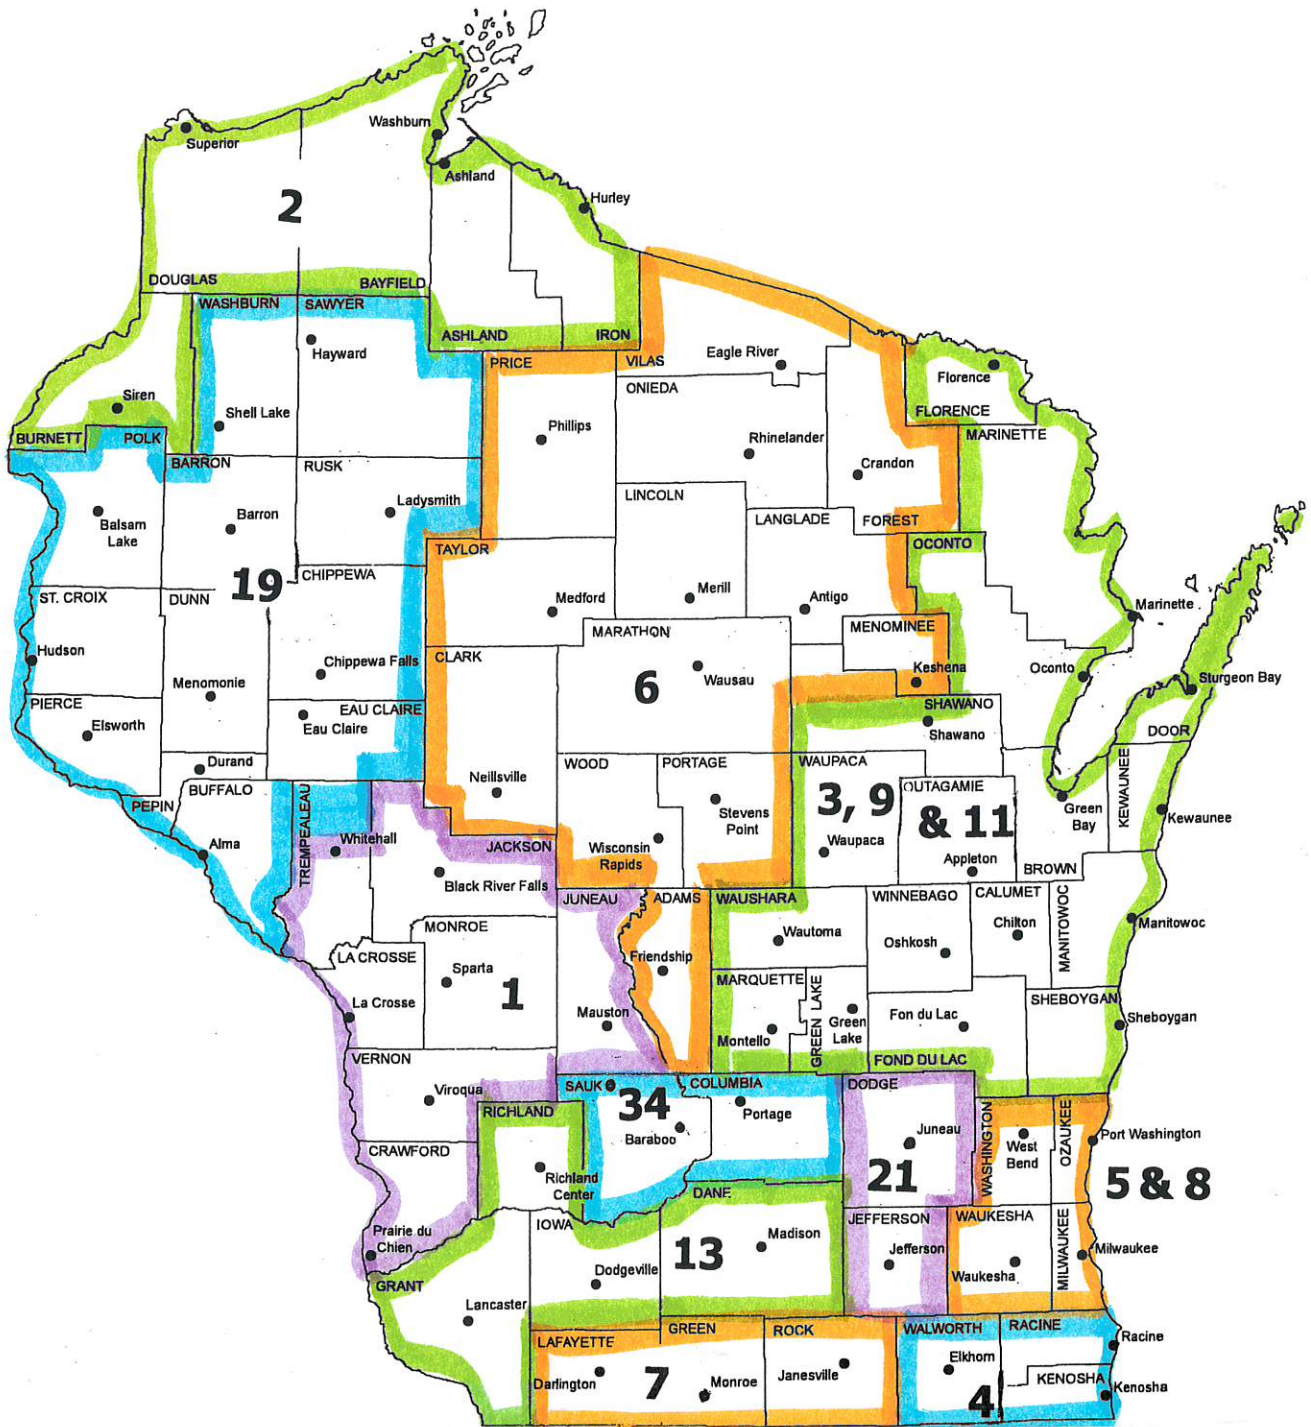 Washburn
Superior
Ashland
Hurley
2
DOUGLAS
BAYFIELD
WASHBURN
SAWYER
ASHLAND
IRON
Hayward
PRICE
VILAS
Eagle River
Florence
ONIEDA
Siren
Shell Lake
FLORENCE
BURNETT
POLK
Phillips
Rhinelander
MARINETTE
BARRON
RUSK
Crandon
Ladysmith
LINCOLN
Balsam
Lake
Barron
LANGLADE
FOREST
TAYLOR
OCONTO
19
CHIPPEWA
ST. CROIX
DUNN
Medford
Merill
Antigo
Marinette
MARATHON
MENOMINEE
Hudson
Chippewa Falls
CLARK
Wausau
Keshena
Oconto
Sturgeon Bay
Menomonie
6
PIERCE
EAU CLAIRE
SHAWANO
Elsworth
Eau Claire
Shawano
DOOR
Durand
WOOD
PORTAGE
WAUPACA
BUFFALO
Neillsville
OUTAGAMIE
PEPIN
TREMPEALEAU
Stevens
Point
3, 9
& 11
Green
Bay
KEWAUNEE
Kewaunee
Alma
Whitehall
JACKSON
Wisconsin
Rapids
Waupaca
Appleton
BROWN
Black River Falls
JUNEAU
ADAMS
WAUSHARA
WINNEBAGO
CALUMET
MANITOWOC
MONROE
Wautoma
Chilton
Manitowoc
LA CROSSE
Friendship
Oshkosh
Sparta
MARQUETTE
1
GREEN LAKE
SHEBOYGAN
La Crosse
Mauston
Montello
Green
Lake
Fon du Lac
Sheboygan
VERNON
FOND DU LAC
SAUK
COLUMBIA
DODGE
Viroqua
34
Portage
RICHLAND
WASHINGTON
OZAUKEE
Baraboo
Juneau
West
Bend
Port Washington
CRAWFORD
Richland
Center
21
5 & 8
DANE
IOWA
JEFFERSON
WAUKESHA
MILWAUKEE
Prairie du
Chien
13
Madison
Jefferson
Waukesha
Milwaukee
GRANT
Dodgeville
Lancaster
GREEN
ROCK
WALWORTH
RACINE
LAFAYETTE
Racine
Darlington
7
Monroe
Janesville
Elkhorn
4
KENOSHA
Kenosha